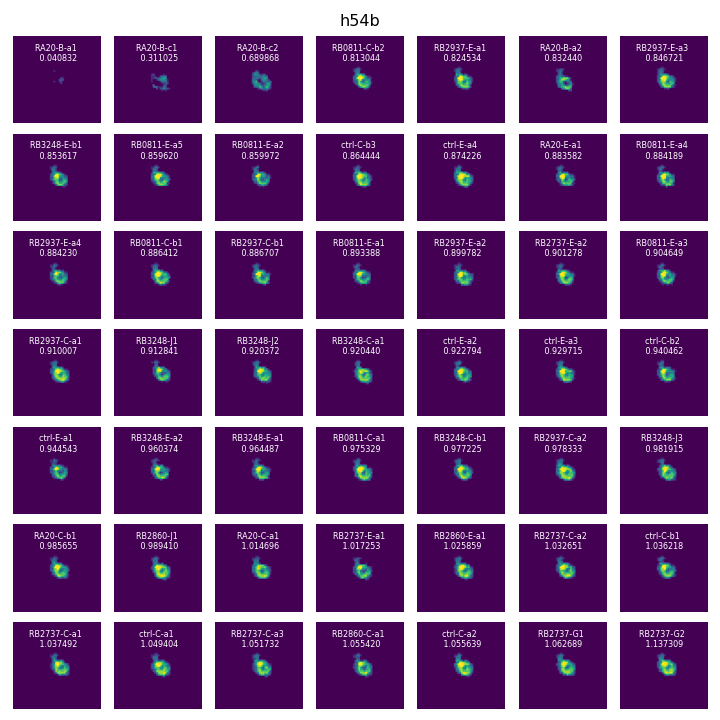 h54b
RA20-B-a1
0.040832
RA20-B-c1
0.311025
RA20-B-c2
0.689868
RB0811-C-b2
0.813044
RB2937-E-a1
0.824534
RA20-B-a2
0.832440
RB2937-E-a3
0.846721
RB3248-E-b1
0.853617
RB0811-E-a5
0.859620
RB0811-E-a2
0.859972
ctrl-C-b3
0.864444
ctrl-E-a4
0.874226
RA20-E-a1
0.883582
RB0811-E-a4
0.884189
RB2937-E-a4
0.884230
RB0811-C-b1
0.886412
RB2937-C-b1
0.886707
RB0811-E-a1
0.893388
RB2937-E-a2
0.899782
RB2737-E-a2
0.901278
RB0811-E-a3
0.904649
RB2937-C-a1
0.910007
RB3248-J1
0.912841
RB3248-J2
0.920372
RB3248-C-a1
0.920440
ctrl-E-a2
0.922794
ctrl-E-a3
0.929715
ctrl-C-b2
0.940462
ctrl-E-a1
0.944543
RB3248-E-a2
0.960374
RB3248-E-a1
0.964487
RB0811-C-a1
0.975329
RB3248-C-b1
0.977225
RB2937-C-a2
0.978333
RB3248-J3
0.981915
RA20-C-b1
0.985655
RB2860-J1
0.989410
RA20-C-a1
1.014696
RB2737-E-a1
1.017253
RB2860-E-a1
1.025859
RB2737-C-a2
1.032651
ctrl-C-b1
1.036218
RB2737-C-a1
1.037492
ctrl-C-a1
1.049404
RB2737-C-a3
1.051732
RB2860-C-a1
1.055420
ctrl-C-a2
1.055639
RB2737-G1
1.062689
RB2737-G2
1.137309